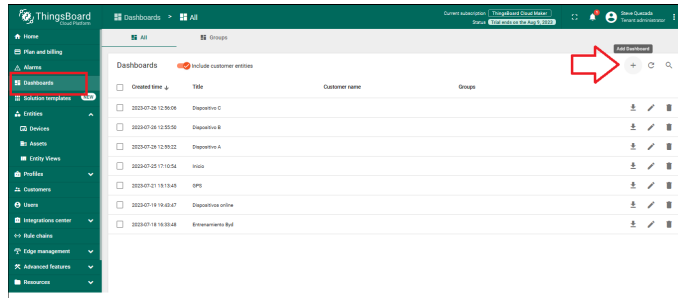 ThingsBoard
Cloud Platform
Dashboards > All
Current subscription ThingsBoard Cloud Maker
Status Trial ends on the Aug 9, 2023
Steve Quezada
Tenant administrator
Home
Plan and billing
Alarms
Dashboards
Solution templates NEW
Entities
Devices
Assets
Entity Views
Profiles
Customers
Users
Integrations center
Rule chains
Edge management
Advanced features
Resources
All Groups
Add Dashboard
Dashboards Include customer entities
Created time Title Customer name Groups
2023-07-26 12:56:06 Dispositivo C
2023-07-26 12:55:50 Dispositivo B
2023-07-26 12:55:22 Dispositivo A
2023-07-25 17:10:54 Inicio
2023-07-21 15:13:45 GPS
2023-07-19 19:43:47 Dispositivos online
2023-07-18 16:33:48 Entrenamiento Byd